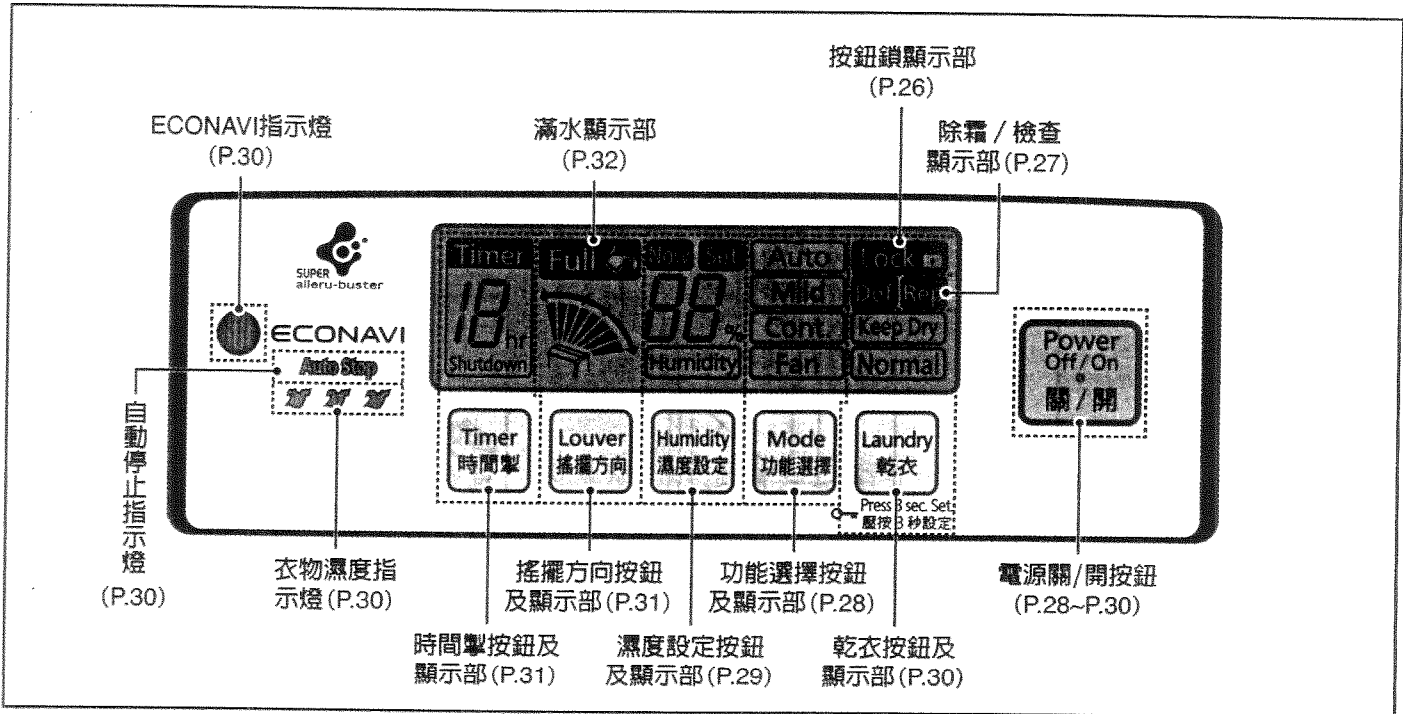 按鈕鎖顯示部
(P.26)
ECONAVI指示燈
(P.30)
滿水顯示部
(P.32)
除霜 / 檢查
顯示部(P.27)
SUPER
alleru-buster
ECONAVI
Auto Stop
Timer
18 hr
Shutdown
Full
Now Set
88 %
Humidity
Auto
Mild
Cont.
Fan
Lock
Def Rep
Keep Dry
Normal
Power
Off/On
關/開
Timer
時間掣
Louver
搖擺方向
Humidity
濕度設定
Mode
功能選擇
Laundry
乾衣
Press 3 sec. Set
壓按 3 秒設定
自動停止指示燈
(P.30)
衣物濕度指
示燈(P.30)
搖擺方向按鈕
及顯示部(P.31)
功能選擇按鈕
及顯示部(P.28)
電源關/開按鈕
(P.28~P.30)
時間掣按鈕及
顯示部(P.31)
濕度設定按鈕
及顯示部(P.29)
乾衣按鈕及
顯示部(P.30)